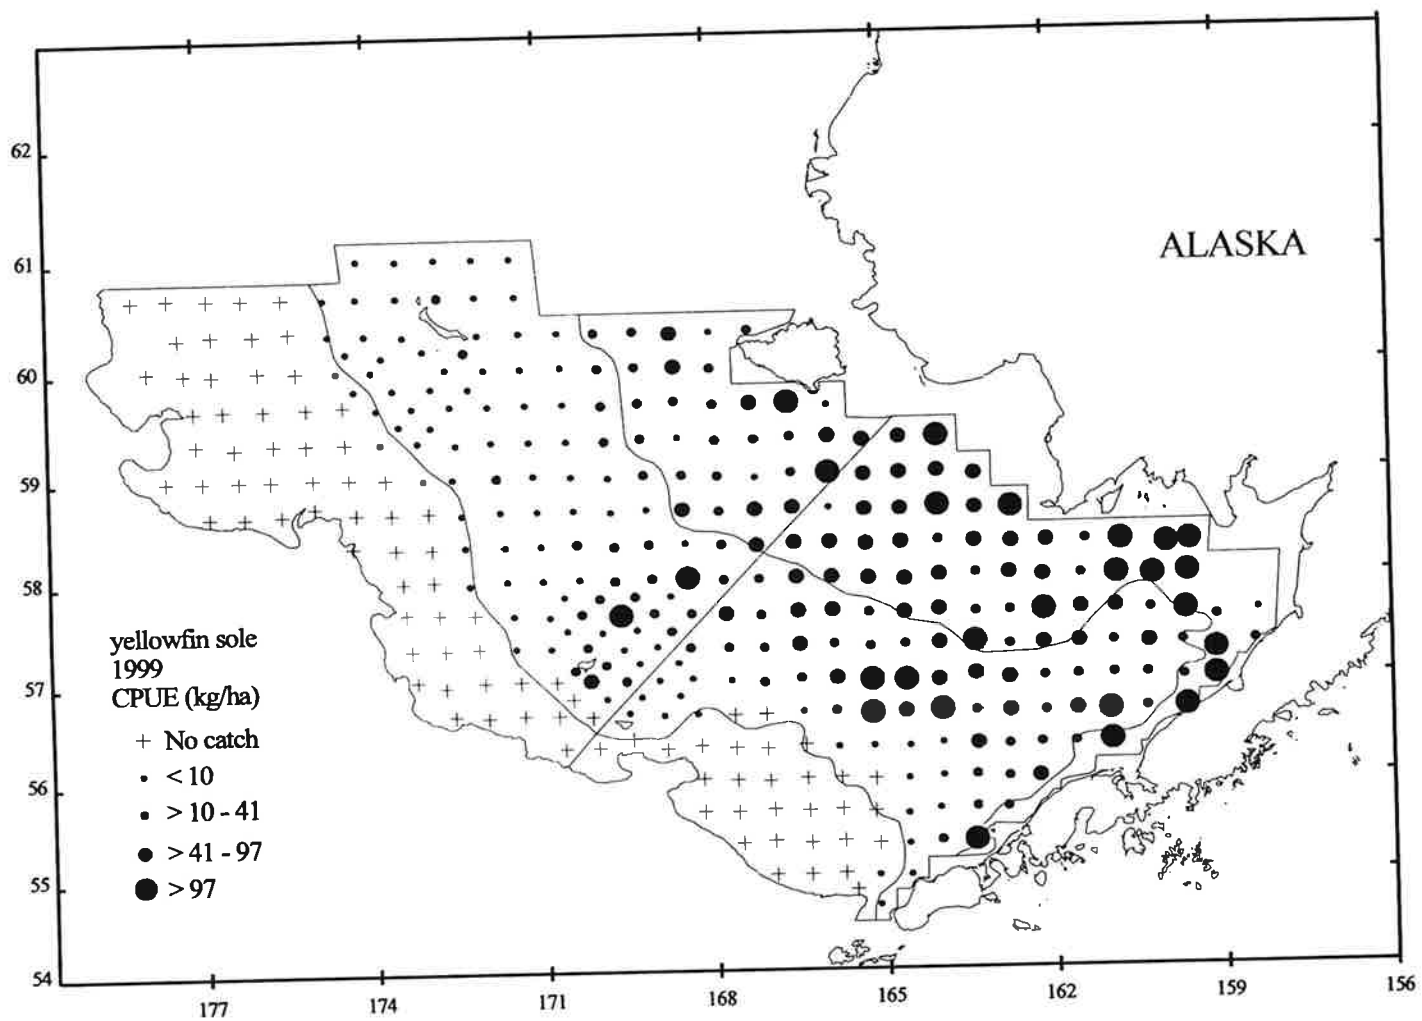 ALASKA
62
61
60
59
58
57
56
55
54
yellowfin sole
1999
CPUE (kg/ha)
+ No catch
< 10
> 10 - 41
> 41 - 97
> 97
177 174 171 168 165 162 159 156